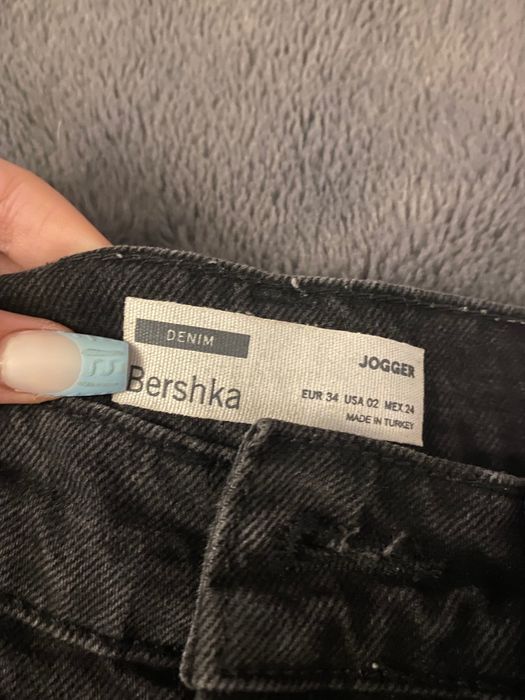 DENIM
Bershka
JOGGER
EUR 34 USA 02 MEX 24
MADE IN TURKEY